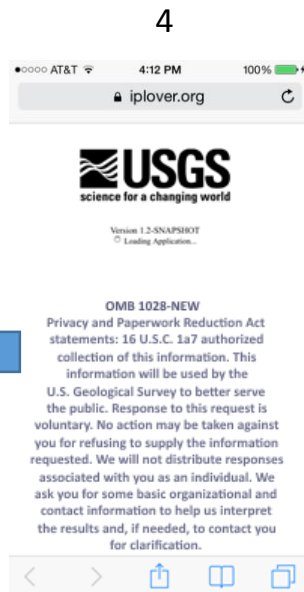 4
AT&T 4:12 PM 100%
iplover.org
USGS
science for a changing world
Version 1.2-SNAPSHOT
Loading Application...
OMB 1028-NEW
Privacy and Paperwork Reduction Act
statements: 16 U.S.C. 1a7 authorized
collection of this information. This
information will be used by the
U.S. Geological Survey to better serve
the public. Response to this request is
voluntary. No action may be taken against
you for refusing to supply the information
requested. We will not distribute responses
associated with you as an individual. We
ask you for some basic organizational and
contact information to help us interpret
the results and, if needed, to contact you
for clarification.